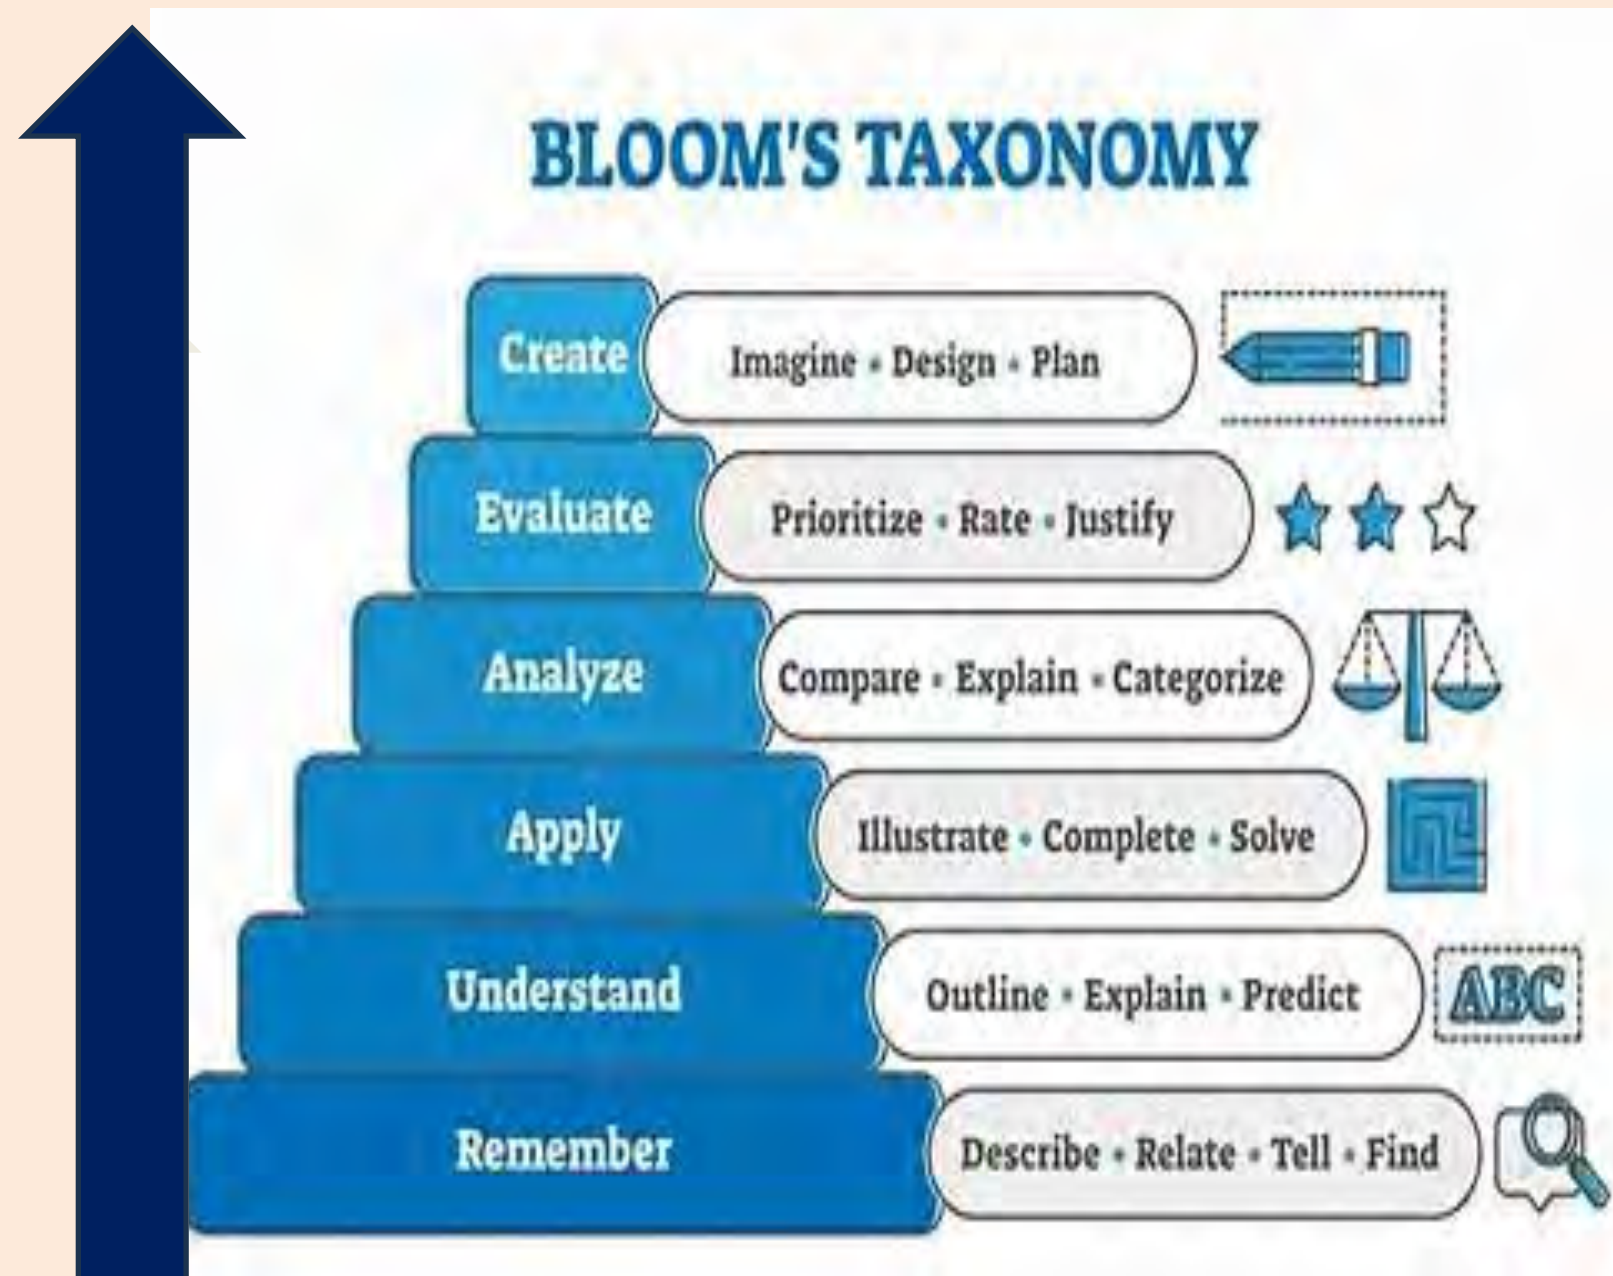 BLOOM'S TAXONOMY
Create
Imagine • Design • Plan
Evaluate
Prioritize • Rate • Justify
Analyze
Compare • Explain • Categorize
Apply
Illustrate • Complete • Solve
Understand
Outline • Explain • Predict
ABC
Remember
Describe • Relate • Tell • Find